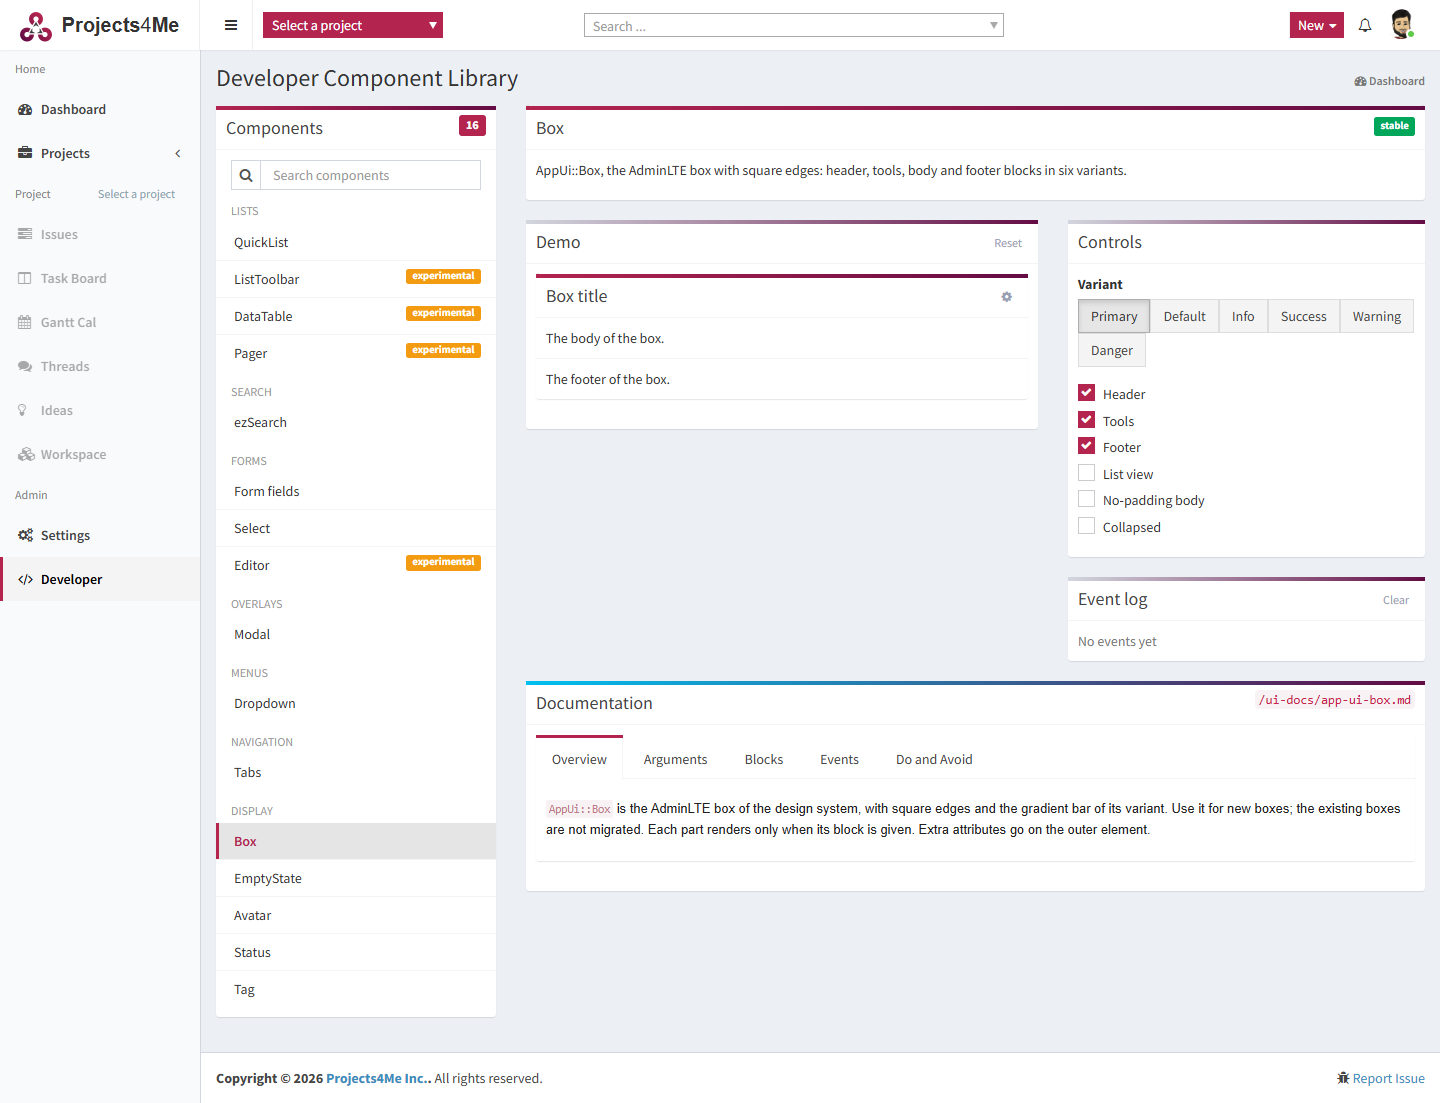 Projects4Me
Select a project
Search ...
New
Home
Dashboard
Projects
Project
Select a project
Issues
Task Board
Gantt Cal
Threads
Ideas
Workspace
Admin
Settings
Developer
Developer Component Library
Dashboard
Components
16
Search components
LISTS
QuickList
ListToolbar
experimental
DataTable
experimental
Pager
experimental
SEARCH
ezSearch
FORMS
Form fields
Select
Editor
experimental
OVERLAYS
Modal
MENUS
Dropdown
NAVIGATION
Tabs
DISPLAY
Box
EmptyState
Avatar
Status
Tag
Box
stable
AppUi::Box, the AdminLTE box with square edges: header, tools, body and footer blocks in six variants.
Demo
Reset
Box title
The body of the box.
The footer of the box.
Controls
Variant
Primary
Default
Info
Success
Warning
Danger
Header
Tools
Footer
List view
No-padding body
Collapsed
Event log
Clear
No events yet
Documentation
/ui-docs/app-ui-box.md
Overview
Arguments
Blocks
Events
Do and Avoid
AppUi::Box is the AdminLTE box of the design system, with square edges and the gradient bar of its variant. Use it for new boxes; the existing boxes
are not migrated. Each part renders only when its block is given. Extra attributes go on the outer element.
Copyright © 2026 Projects4Me Inc.. All rights reserved.
Report Issue